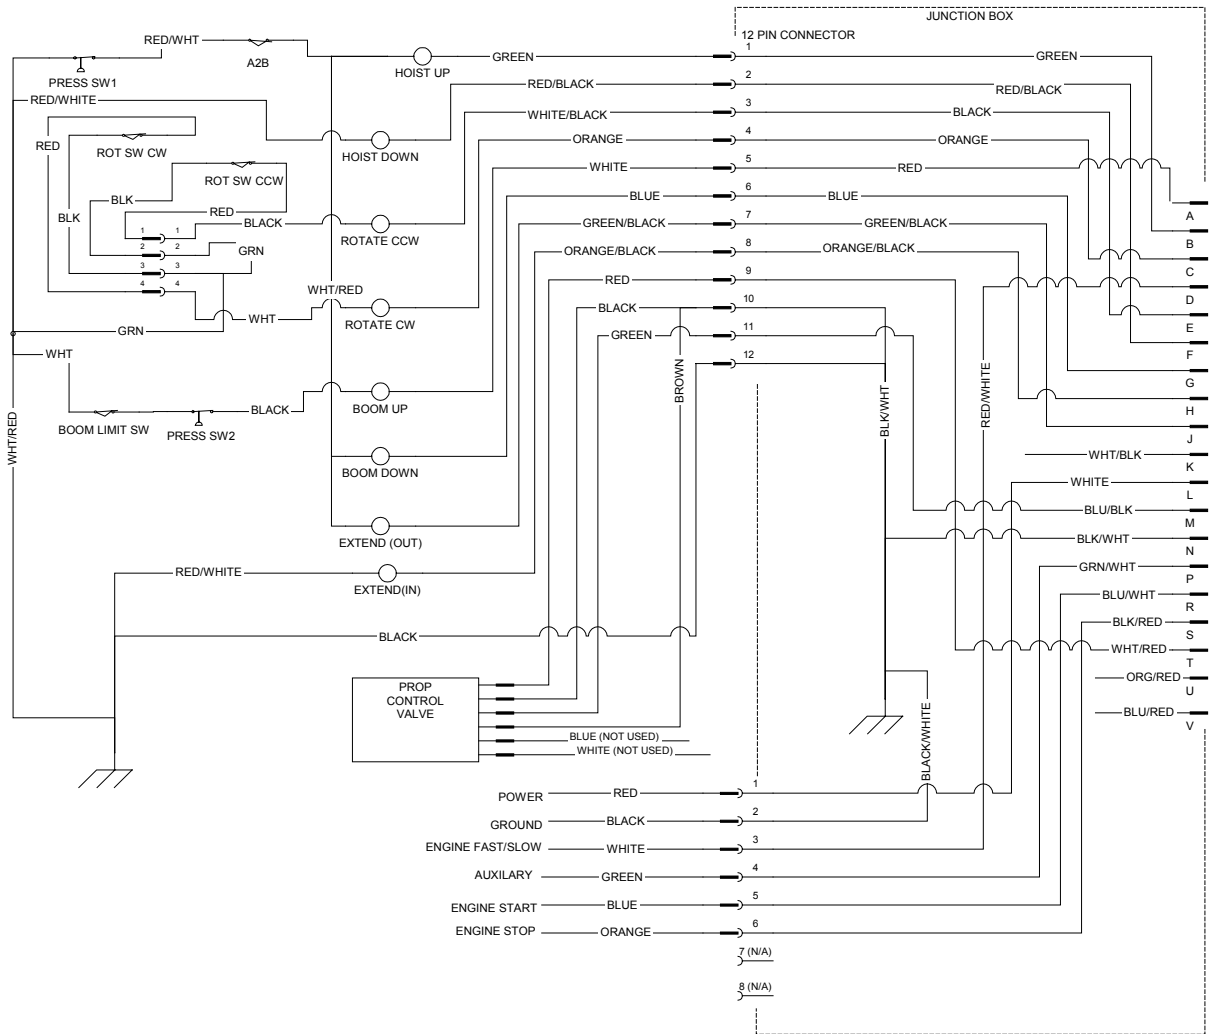 JUNCTION BOX
12 PIN CONNECTOR
RED/WHT
A2B
PRESS SW1
HOIST UP
GREEN
1
GREEN
RED/WHITE
RED/BLACK
2
RED/BLACK
WHITE/BLACK
3
BLACK
RED
ROT SW CW
HOIST DOWN
ORANGE
4
ORANGE
ROT SW CCW
WHITE
5
RED
BLK
BLK
RED
BLUE
6
BLUE
BLACK
ROTATE CCW
GREEN/BLACK
7
GREEN/BLACK
1 1
2 2
3 3
4 4
GRN
ORANGE/BLACK
8
ORANGE/BLACK
RED
9
WHT/RED
ROTATE CW
BLACK
10
WHT
GRN
GREEN
11
WHT
12
BROWN
BLK/WHT
RED/WHITE
BOOM LIMIT SW
PRESS SW2
BLACK
BOOM UP
WHT/RED
BOOM DOWN
EXTEND (OUT)
RED/WHITE
EXTEND(IN)
BLACK
A
B
C
D
E
F
G
H
J
WHT/BLK
K
WHITE
L
BLU/BLK
M
BLK/WHT
N
GRN/WHT
P
BLU/WHT
R
BLK/RED
S
WHT/RED
T
ORG/RED
U
BLU/RED
V
PROP
CONTROL
VALVE
BLUE (NOT USED)
WHITE (NOT USED)
BLACK/WHITE
POWER
RED
1
GROUND
BLACK
2
ENGINE FAST/SLOW
WHITE
3
AUXILARY
GREEN
4
ENGINE START
BLUE
5
ENGINE STOP
ORANGE
6
7 (N/A)
8 (N/A)